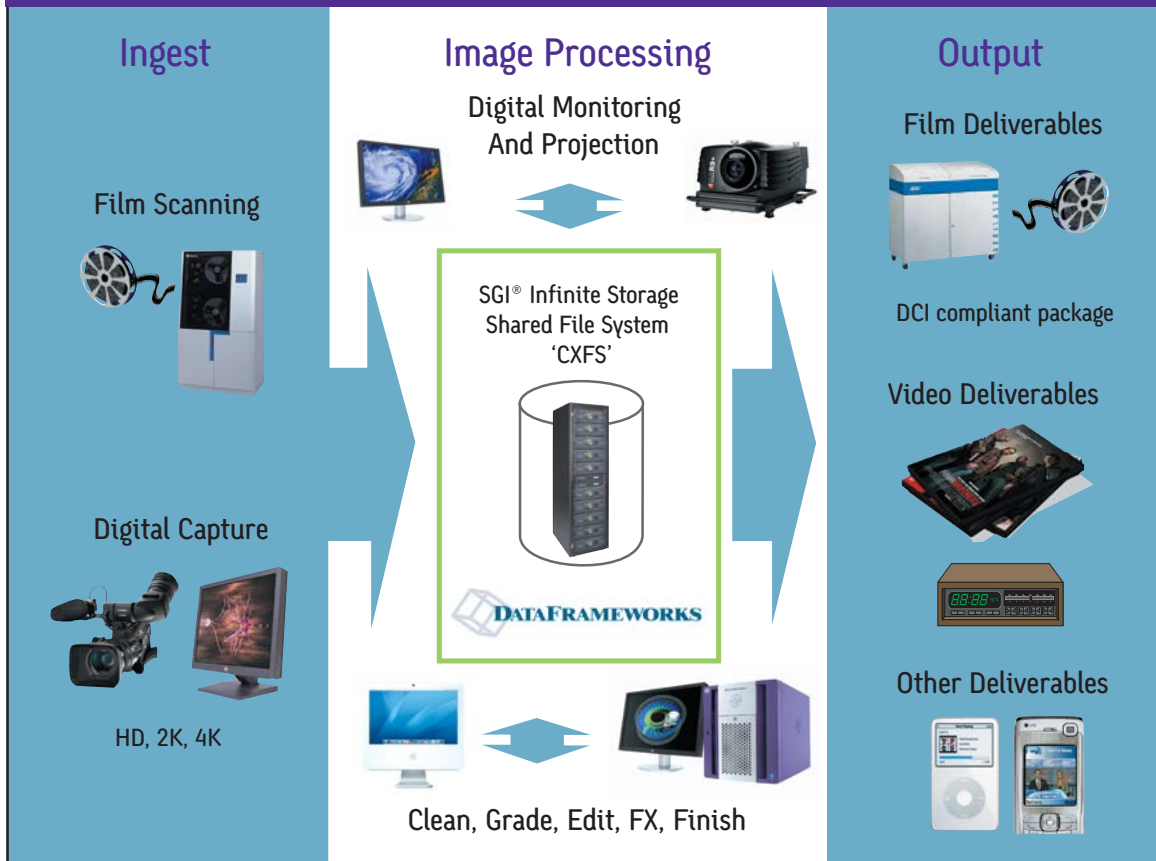 Ingest
Film Scanning
Digital Capture
HD, 2K, 4K
Image Processing
Digital Monitoring
And Projection
SGI® Infinite Storage
Shared File System
‘CXFS’
DATAFRAMEWORKS
Clean, Grade, Edit, FX, Finish
Output
Film Deliverables
DCI compliant package
Video Deliverables
88:88
Other Deliverables